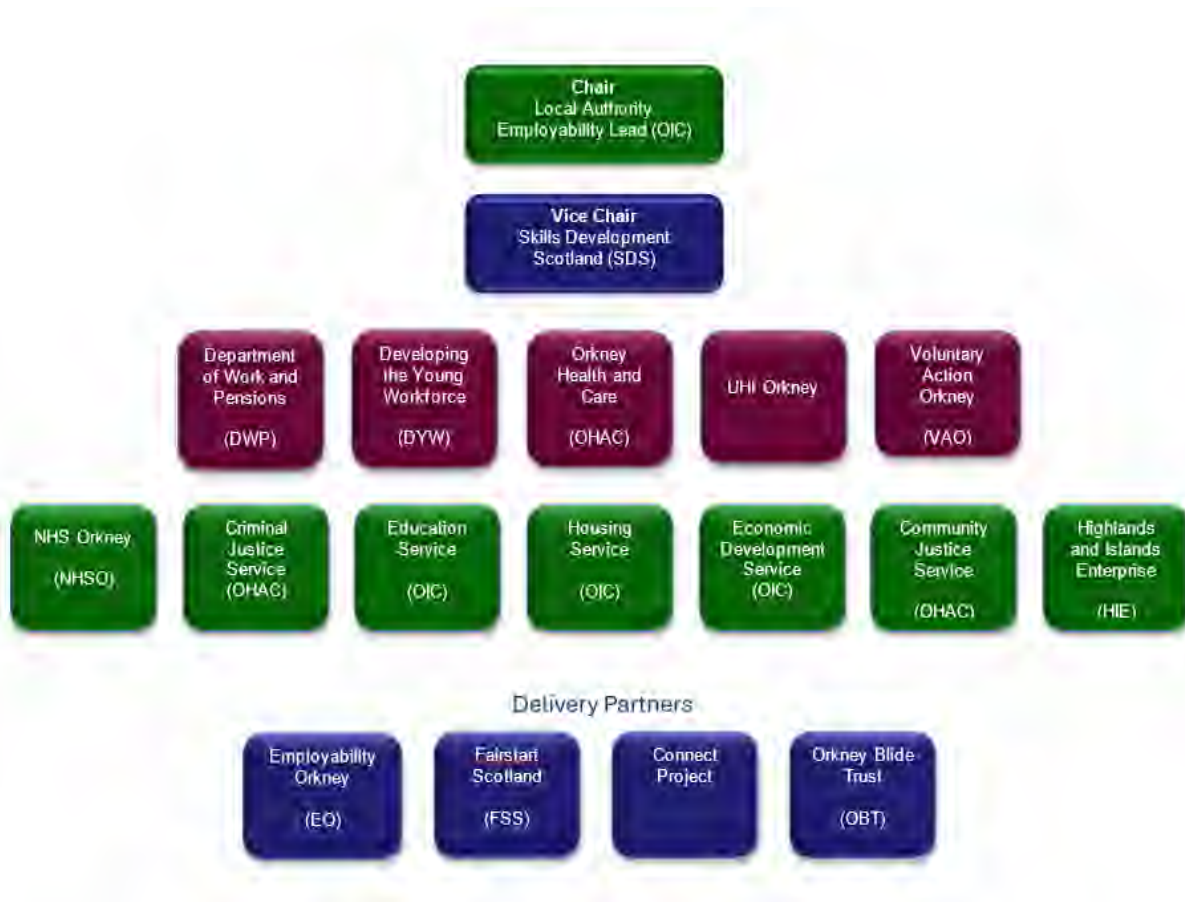 Chair
Local Authority
Employability Lead (OIC)
Vice Chair
Skills Development
Scotland (SDS)
Department
of Work and
Pensions
(DWP)
Developing
the Young
Workforce
(DYW)
Orkney
Health and
Care
(OHAC)
UHI Orkney
Voluntary
Action
Orkney
(VAO)
NHS Orkney
(NHSO)
Criminal
Justice
Service
(OHAC)
Education
Service
(OIC)
Housing
Service
(OIC)
Economic
Development
Service
(OIC)
Community
Justice
Service
(OHAC)
Highlands
and Islands
Enterprise
(HIE)
Delivery Partners
Employability
Orkney
(EO)
Fairstart
Scotland
(FSS)
Connect
Project
Orkney Blide
Trust
(OBT)